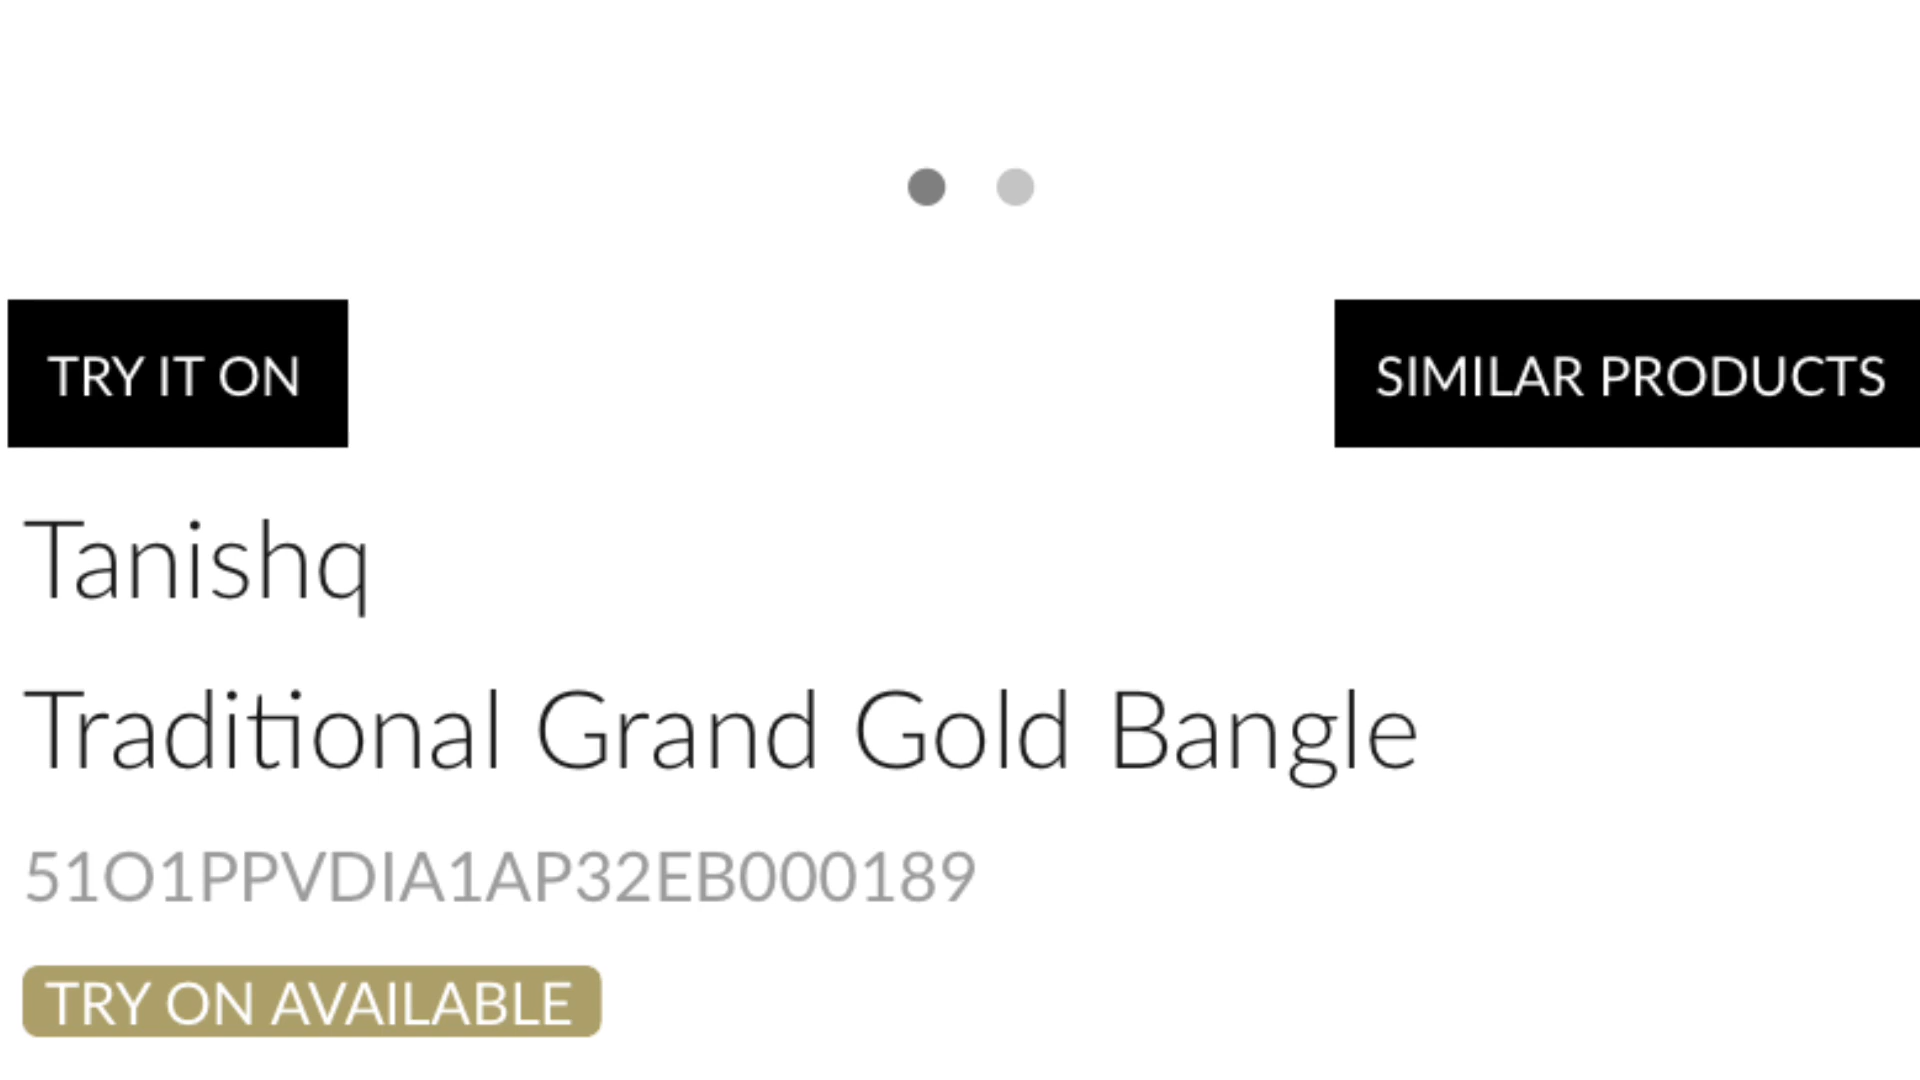 TRY IT ON
SIMILAR PRODUCTS
Tanishq
Traditional Grand Gold Bangle
51O1PPVDIA1AP32EB000189
TRY ON AVAILABLE